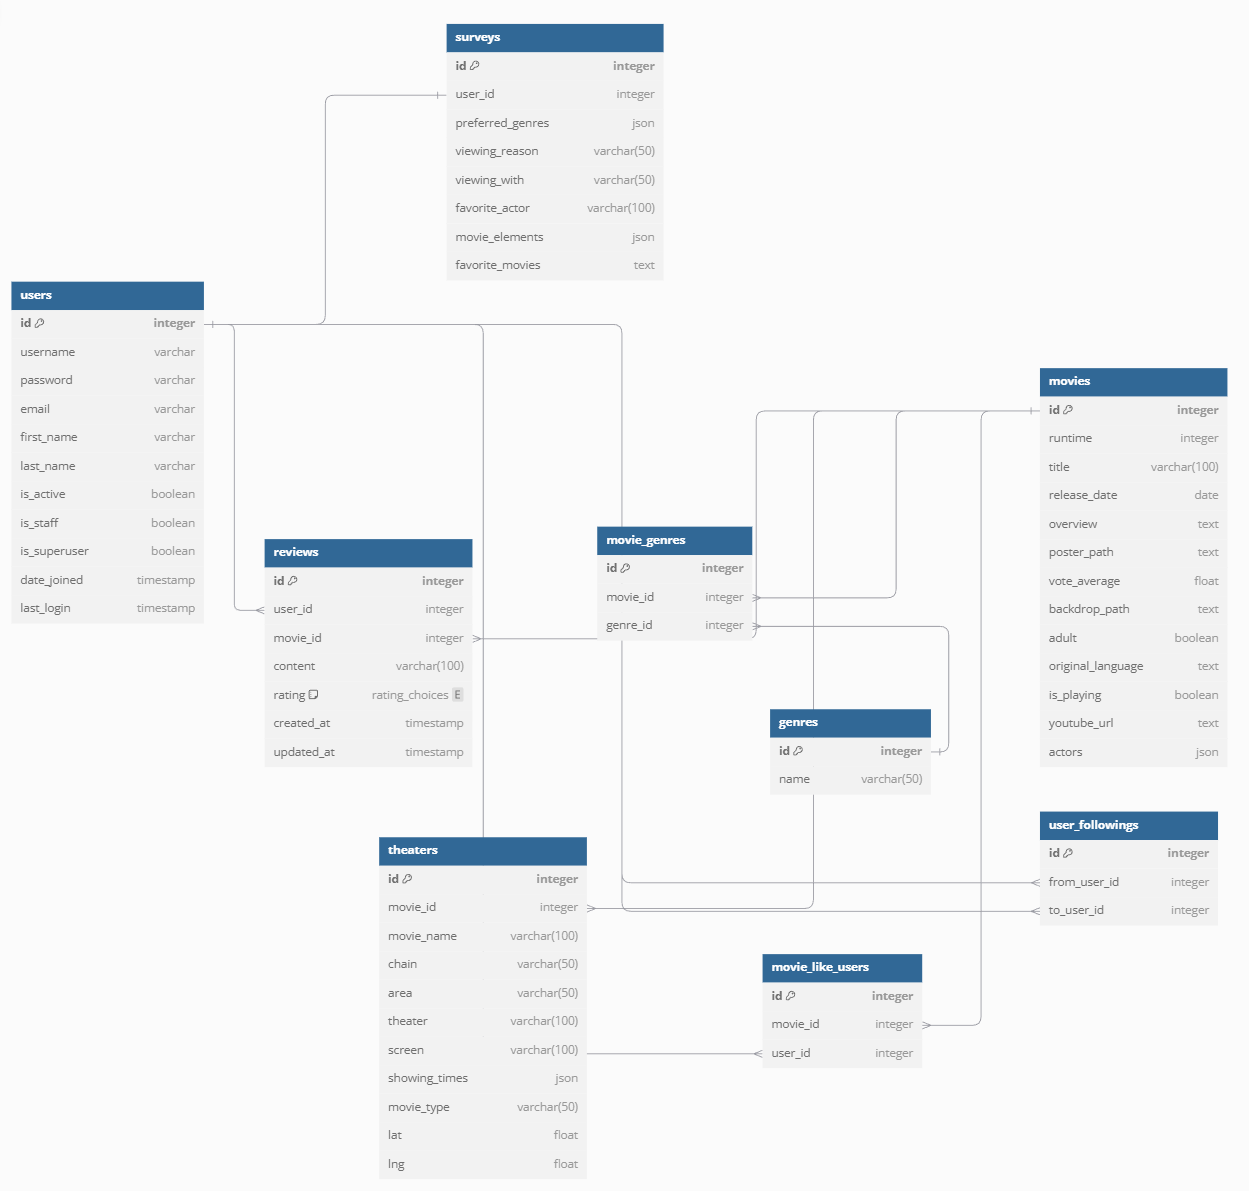 surveys
id integer
user_id integer
preferred_genres json
viewing_reason varchar(50)
viewing_with varchar(50)
favorite_actor varchar(100)
movie_elements json
favorite_movies text
users
id integer
username varchar
password varchar
email varchar
first_name varchar
last_name varchar
is_active boolean
is_staff boolean
is_superuser boolean
date_joined timestamp
last_login timestamp
movies
id integer
runtime integer
title varchar(100)
release_date date
overview text
poster_path text
vote_average float
backdrop_path text
adult boolean
original_language text
is_playing boolean
youtube_url text
actors json
reviews
id integer
user_id integer
movie_id integer
content varchar(100)
rating rating_choices E
created_at timestamp
updated_at timestamp
movie_genres
id integer
movie_id integer
genre_id integer
genres
id integer
name varchar(50)
user_followings
id integer
from_user_id integer
to_user_id integer
theaters
id integer
movie_id integer
movie_name varchar(100)
chain varchar(50)
area varchar(50)
theater varchar(100)
screen varchar(100)
showing_times json
movie_type varchar(50)
lat float
lng float
movie_like_users
id integer
movie_id integer
user_id integer